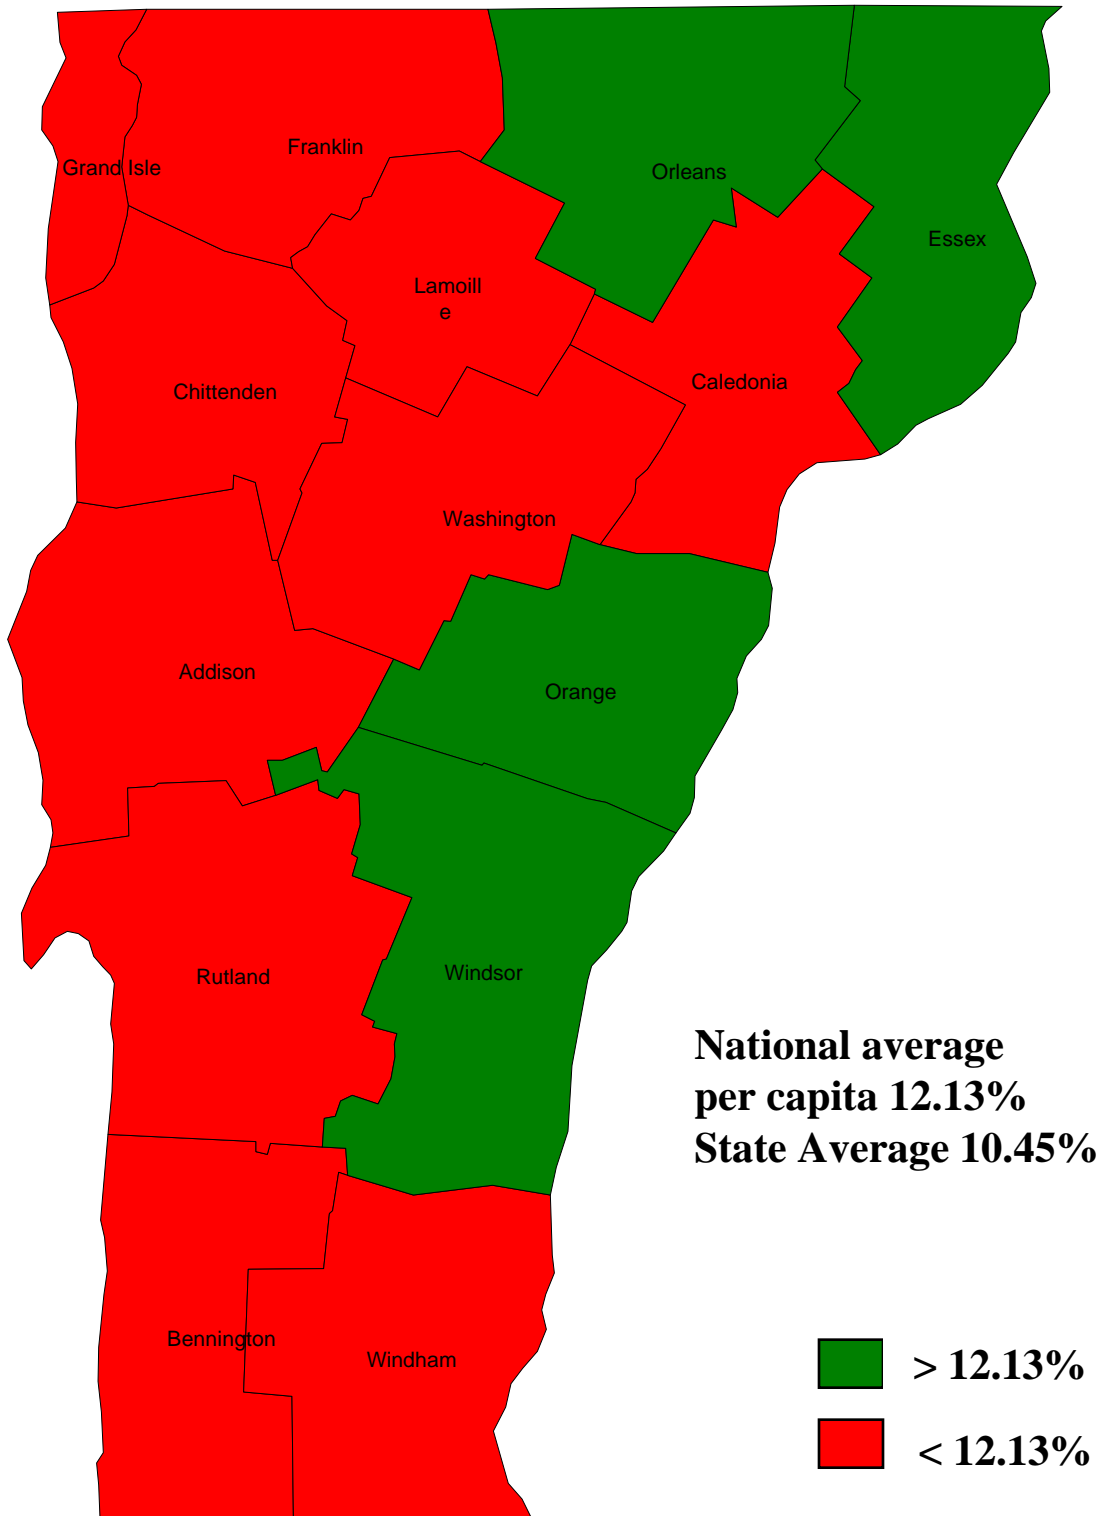 Franklin
Grand Isle
Orleans
Essex
Lamoill
e
Caledonia
Chittenden
Washington
Addison
Orange
Windsor
Rutland
National average
per capita 12.13%
State Average 10.45%
Bennington
Windham
> 12.13%
< 12.13%